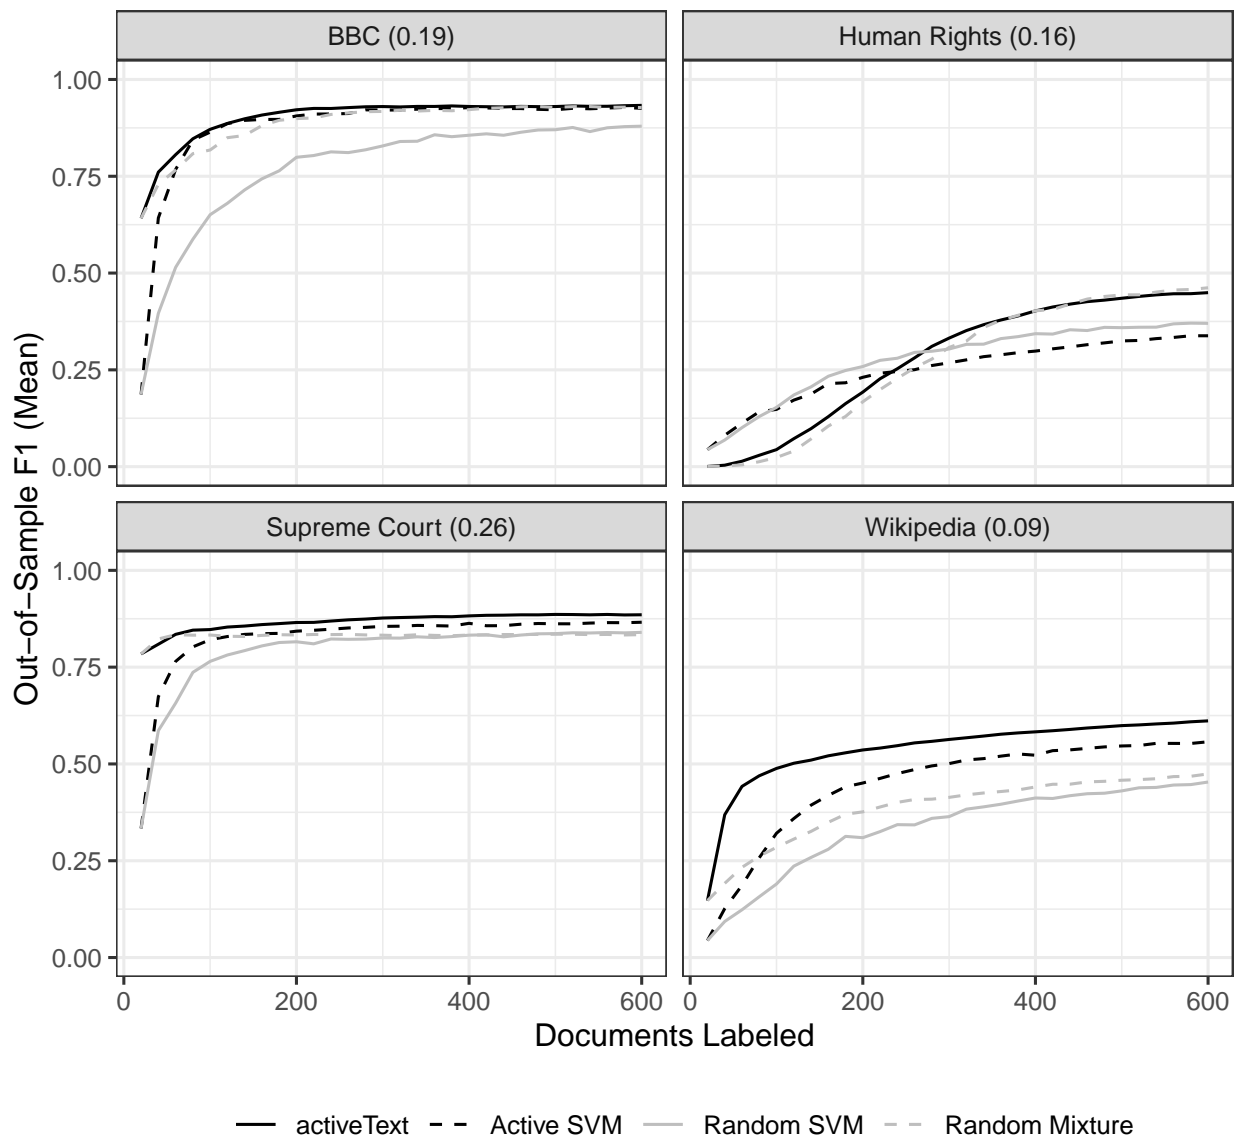 BBC (0.19)
Human Rights (0.16)
1.00
0.75
0.50
0.25
0.00
Supreme Court (0.26)
Wikipedia (0.09)
1.00
0.75
0.50
0.25
0.00
0 200 400 600
0 200 400 600
Out−of−Sample F1 (Mean)
Documents Labeled
activeText Active SVM Random SVM Random Mixture